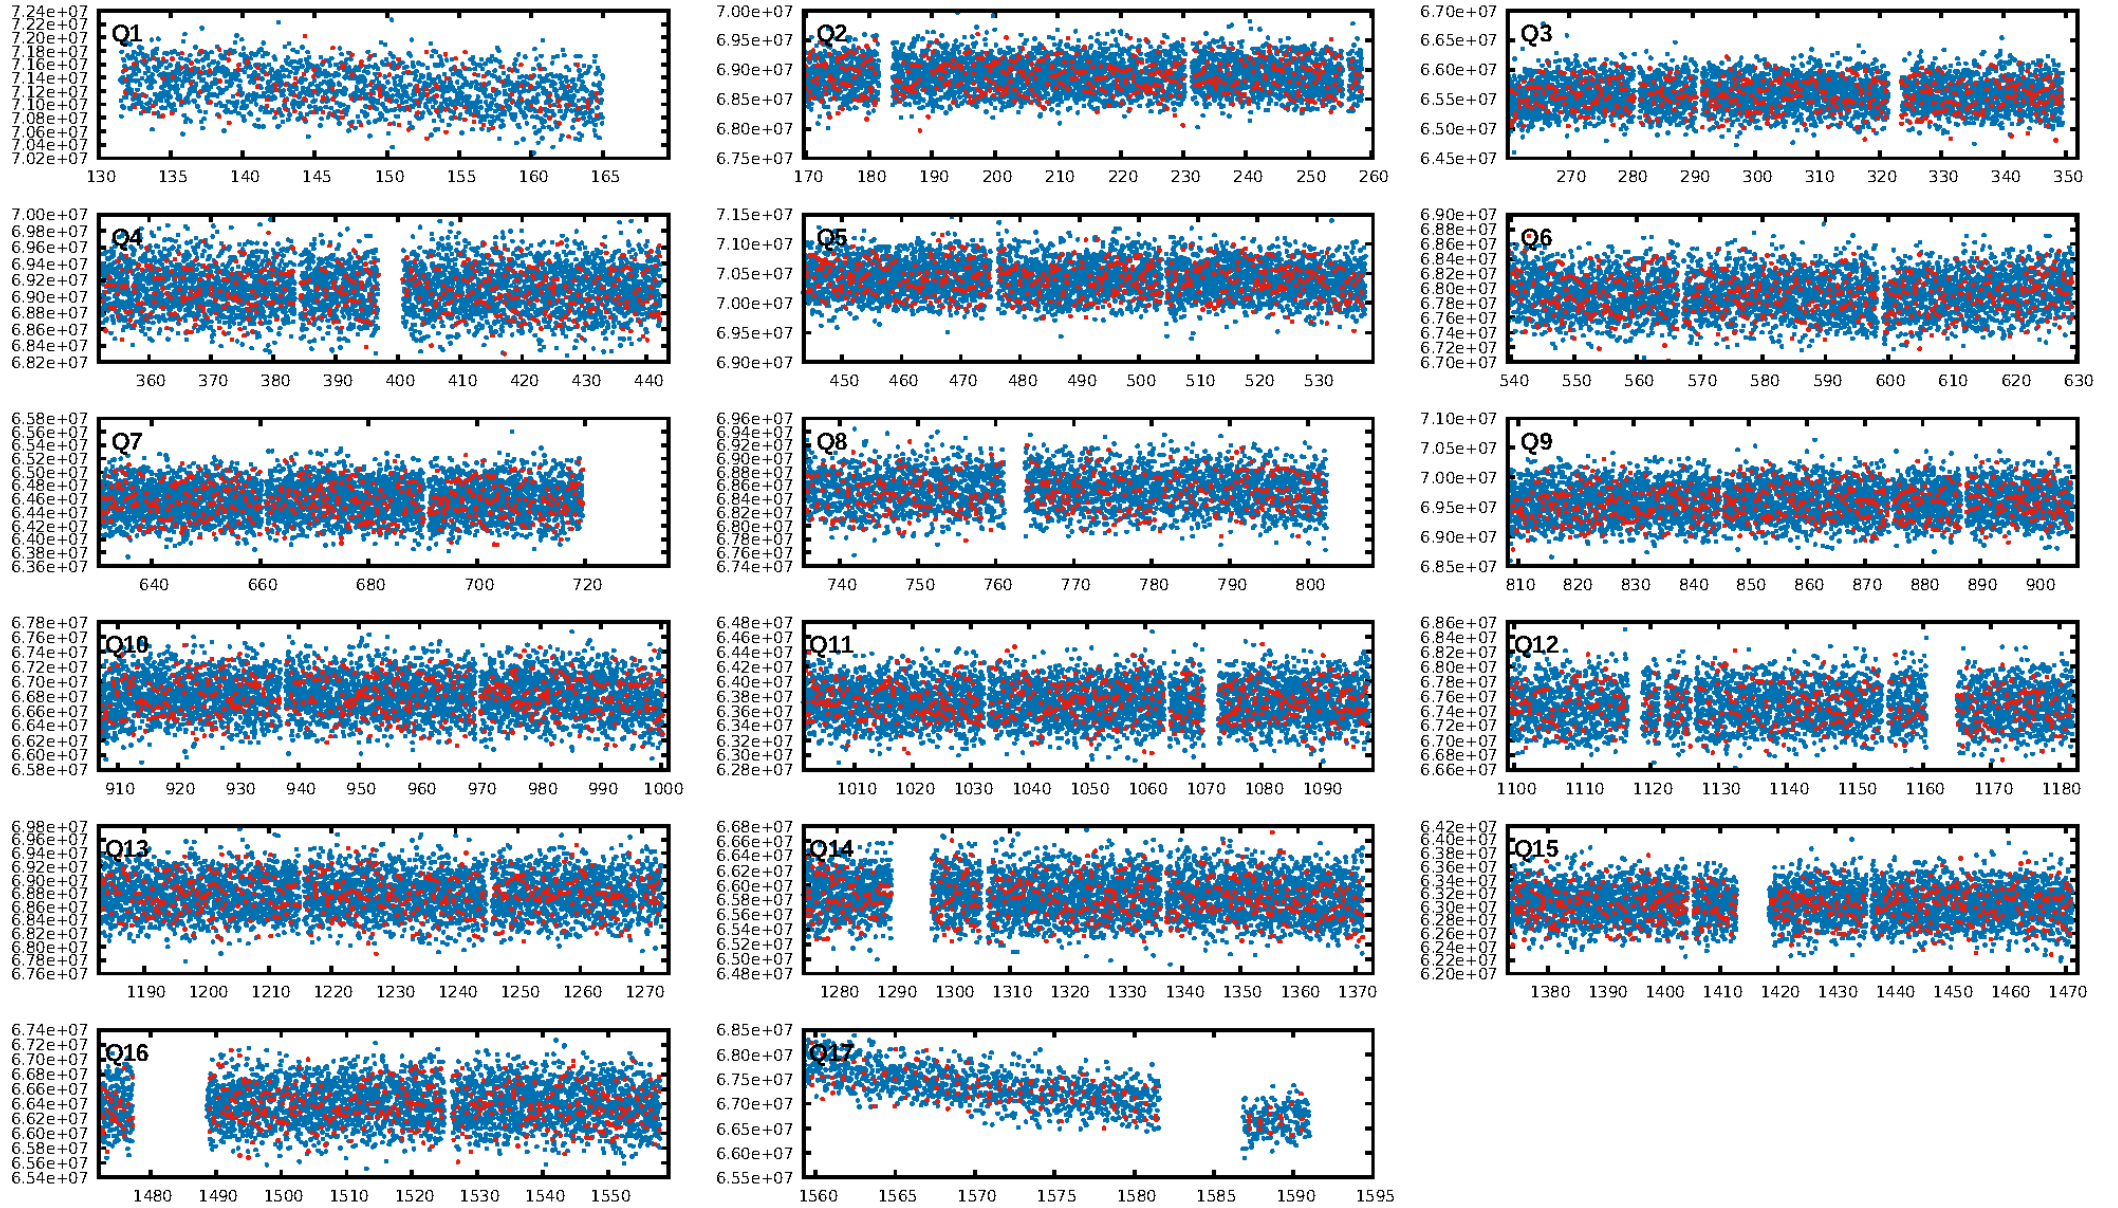 Q1
7.24e+07
7.22e+07
7.20e+07
7.18e+07
7.16e+07
7.14e+07
7.12e+07
7.10e+07
7.08e+07
7.06e+07
7.04e+07
7.02e+07
130 135 140 145 150 155 160 165
Q2
7.00e+07
6.95e+07
6.90e+07
6.85e+07
6.80e+07
6.75e+07
170 180 190 200 210 220 230 240 250 260
Q3
6.70e+07
6.65e+07
6.60e+07
6.55e+07
6.50e+07
6.45e+07
270 280 290 300 310 320 330 340 350
Q4
7.00e+07
6.98e+07
6.96e+07
6.94e+07
6.92e+07
6.90e+07
6.88e+07
6.86e+07
6.84e+07
6.82e+07
360 370 380 390 400 410 420 430 440
Q5
7.15e+07
7.10e+07
7.05e+07
7.00e+07
6.95e+07
6.90e+07
450 460 470 480 490 500 510 520 530
Q6
6.90e+07
6.88e+07
6.86e+07
6.84e+07
6.82e+07
6.80e+07
6.78e+07
6.76e+07
6.74e+07
6.72e+07
6.70e+07
540 550 560 570 580 590 600 610 620 630
Q7
6.58e+07
6.56e+07
6.54e+07
6.52e+07
6.50e+07
6.48e+07
6.46e+07
6.44e+07
6.42e+07
6.40e+07
6.38e+07
6.36e+07
640 660 680 700 720
Q8
6.96e+07
6.94e+07
6.92e+07
6.90e+07
6.88e+07
6.86e+07
6.84e+07
6.82e+07
6.80e+07
6.78e+07
6.76e+07
6.74e+07
740 750 760 770 780 790 800
Q9
7.10e+07
7.05e+07
7.00e+07
6.95e+07
6.90e+07
6.85e+07
810 820 830 840 850 860 870 880 890 900
Q10
6.78e+07
6.76e+07
6.74e+07
6.72e+07
6.70e+07
6.68e+07
6.66e+07
6.64e+07
6.62e+07
6.60e+07
6.58e+07
910 920 930 940 950 960 970 980 990 1000
Q11
6.48e+07
6.46e+07
6.44e+07
6.42e+07
6.40e+07
6.38e+07
6.36e+07
6.34e+07
6.32e+07
6.30e+07
6.28e+07
1010 1020 1030 1040 1050 1060 1070 1080 1090
Q12
6.86e+07
6.84e+07
6.82e+07
6.80e+07
6.78e+07
6.76e+07
6.74e+07
6.72e+07
6.70e+07
6.68e+07
6.66e+07
1100 1110 1120 1130 1140 1150 1160 1170 1180
Q13
6.98e+07
6.96e+07
6.94e+07
6.92e+07
6.90e+07
6.88e+07
6.86e+07
6.84e+07
6.82e+07
6.80e+07
6.78e+07
6.76e+07
1190 1200 1210 1220 1230 1240 1250 1260 1270
Q14
6.68e+07
6.66e+07
6.64e+07
6.62e+07
6.60e+07
6.58e+07
6.56e+07
6.54e+07
6.52e+07
6.50e+07
6.48e+07
1280 1290 1300 1310 1320 1330 1340 1350 1360 1370
Q15
6.42e+07
6.40e+07
6.38e+07
6.36e+07
6.34e+07
6.32e+07
6.30e+07
6.28e+07
6.26e+07
6.24e+07
6.22e+07
6.20e+07
1380 1390 1400 1410 1420 1430 1440 1450 1460 1470
Q16
6.74e+07
6.72e+07
6.70e+07
6.68e+07
6.66e+07
6.64e+07
6.62e+07
6.60e+07
6.58e+07
6.56e+07
6.54e+07
1480 1490 1500 1510 1520 1530 1540 1550
Q17
6.85e+07
6.80e+07
6.75e+07
6.70e+07
6.65e+07
6.60e+07
6.55e+07
1560 1565 1570 1575 1580 1585 1590 1595